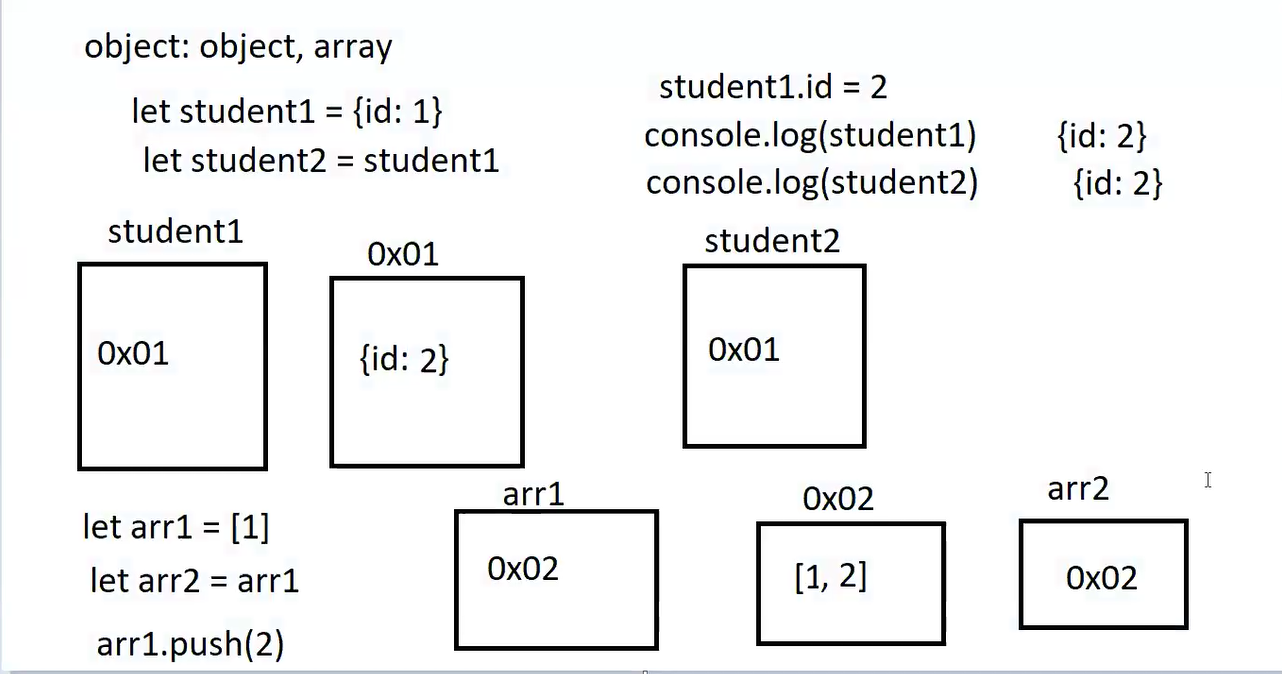 object: object, array
let student1 = {id: 1}
let student2 = student1
student1.id = 2
console.log(student1) {id: 2}
console.log(student2) {id: 2}
student1
0x01
0x01
{id: 2}
student2
0x01
let arr1 = [1]
let arr2 = arr1
arr1.push(2)
arr1
0x02
0x02
[1, 2]
arr2
0x02